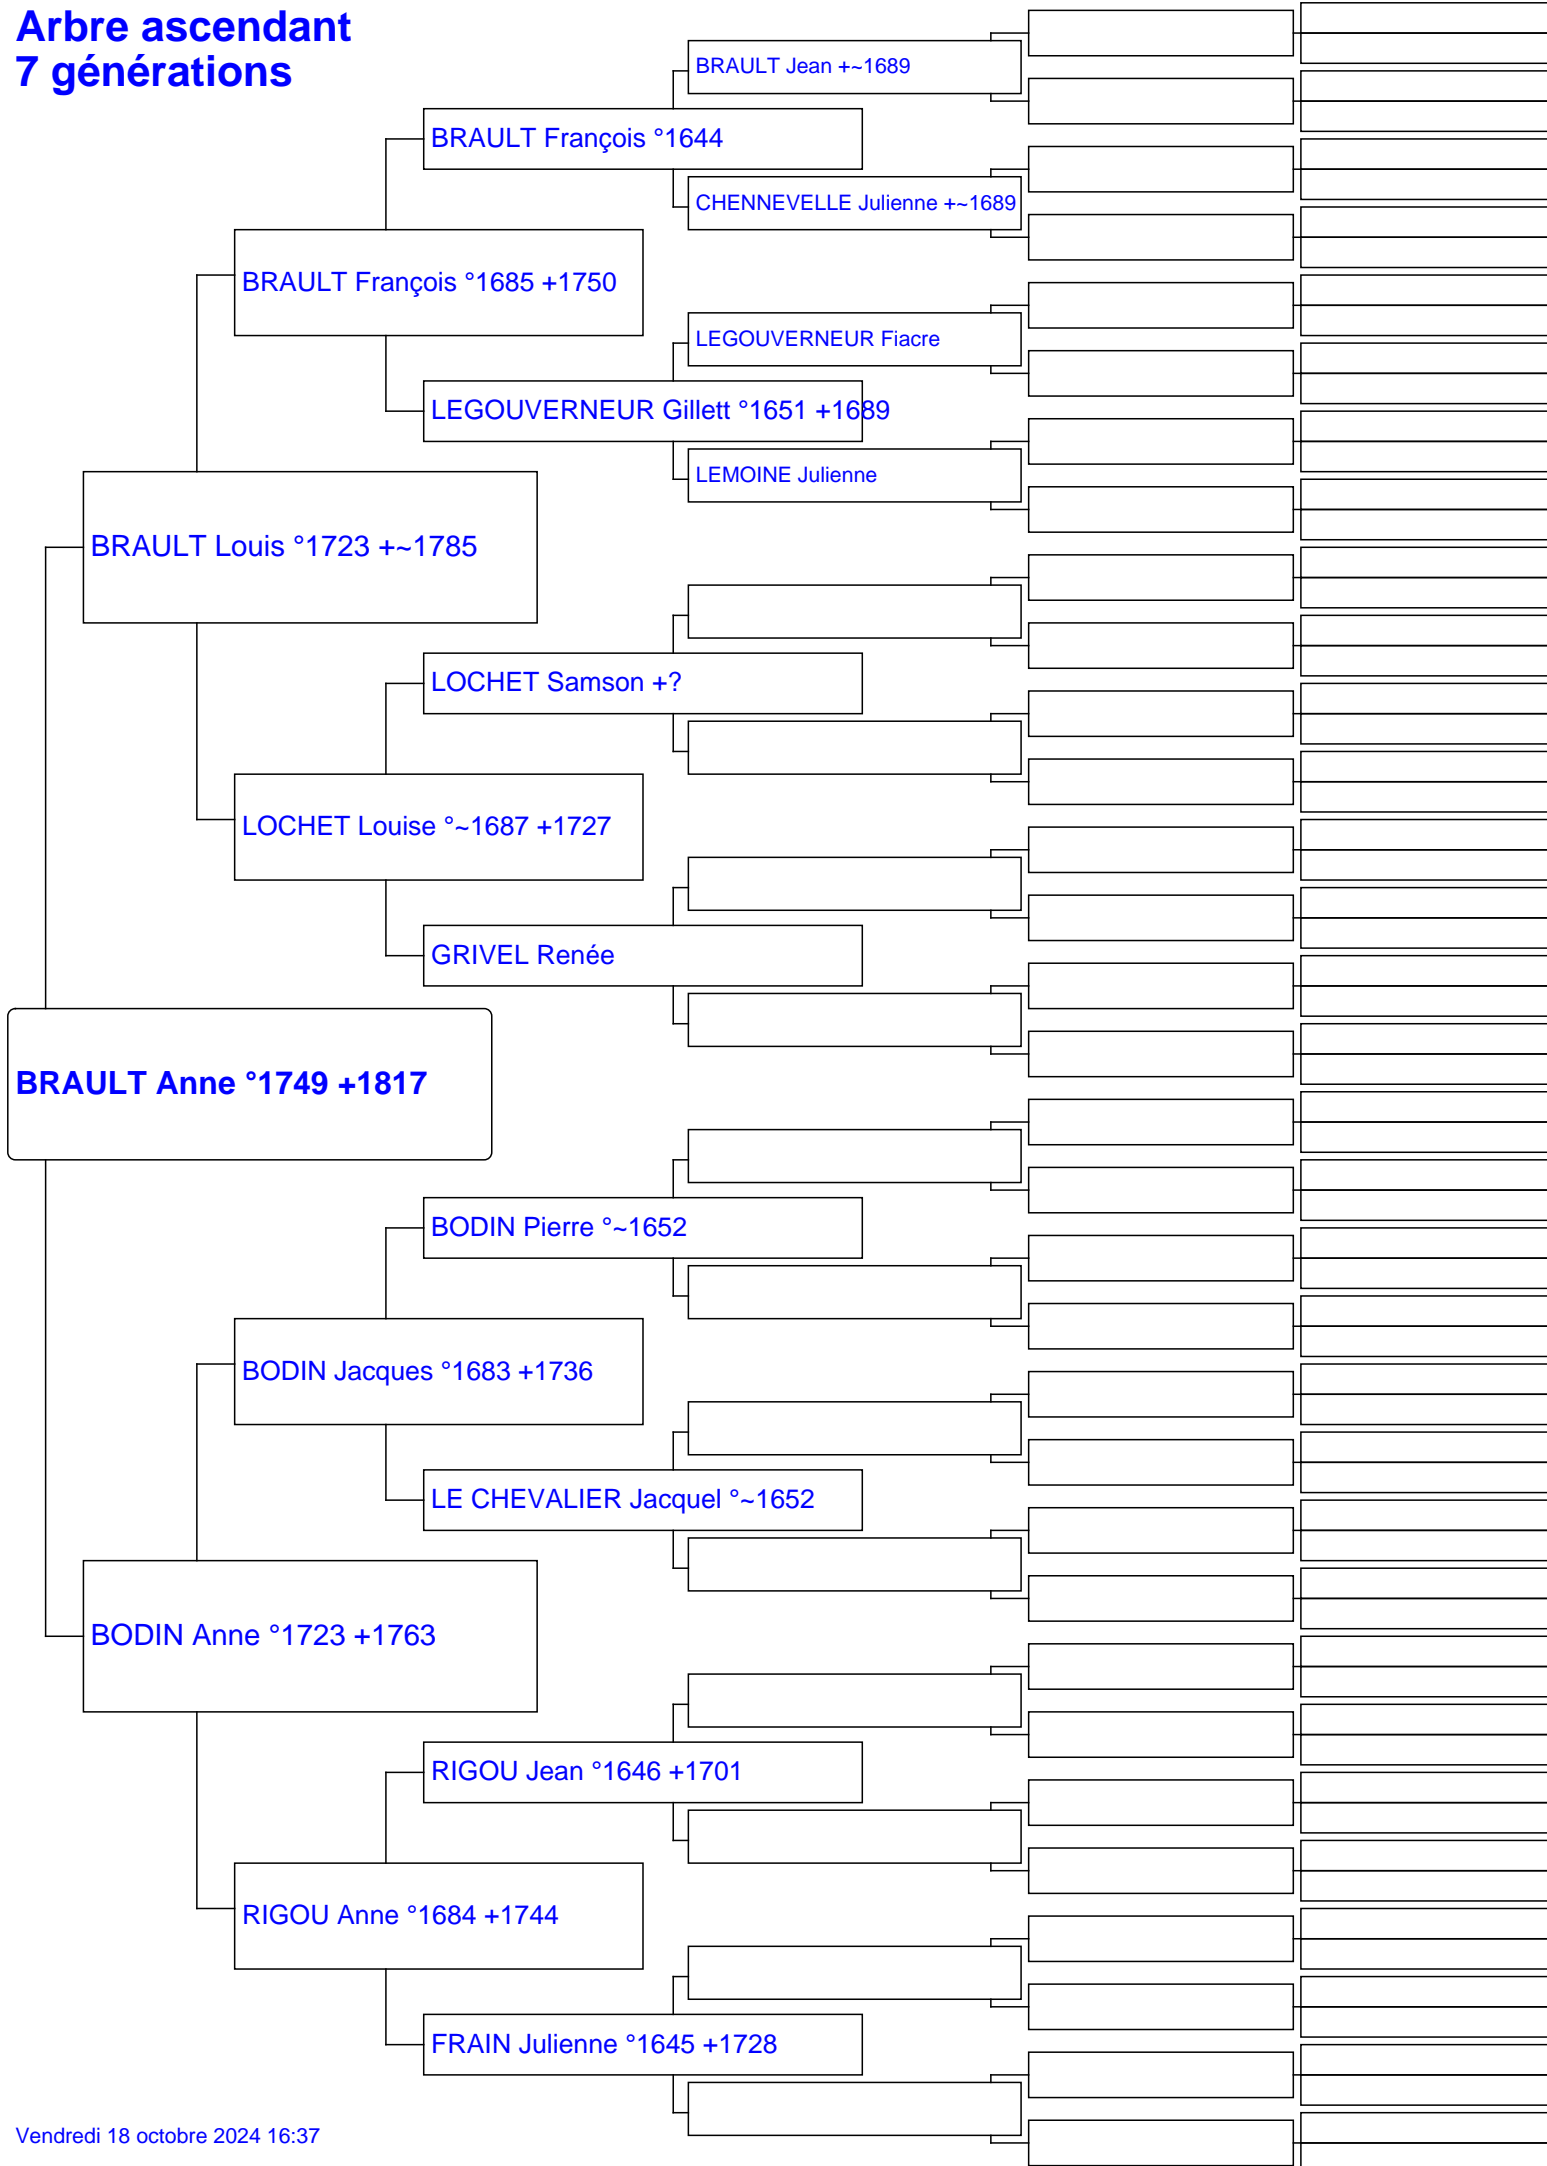 Arbre ascendant
7 générations
BRAULT Jean +~1689
BRAULT François °1644
CHENNEVELLE Julienne +~1689
BRAULT François °1685 +1750
LEGOUVERNEUR Fiacre
LEGOUVERNEUR Gillett °1651 +1689
LEMOINE Julienne
BRAULT Louis °1723 +~1785
LOCHET Samson +?
LOCHET Louise °~1687 +1727
GRIVEL Renée
BRAULT Anne °1749 +1817
BODIN Pierre °~1652
BODIN Jacques °1683 +1736
LE CHEVALIER Jacquel °~1652
BODIN Anne °1723 +1763
RIGOU Jean °1646 +1701
RIGOU Anne °1684 +1744
FRAIN Julienne °1645 +1728
Vendredi 18 octobre 2024 16:37